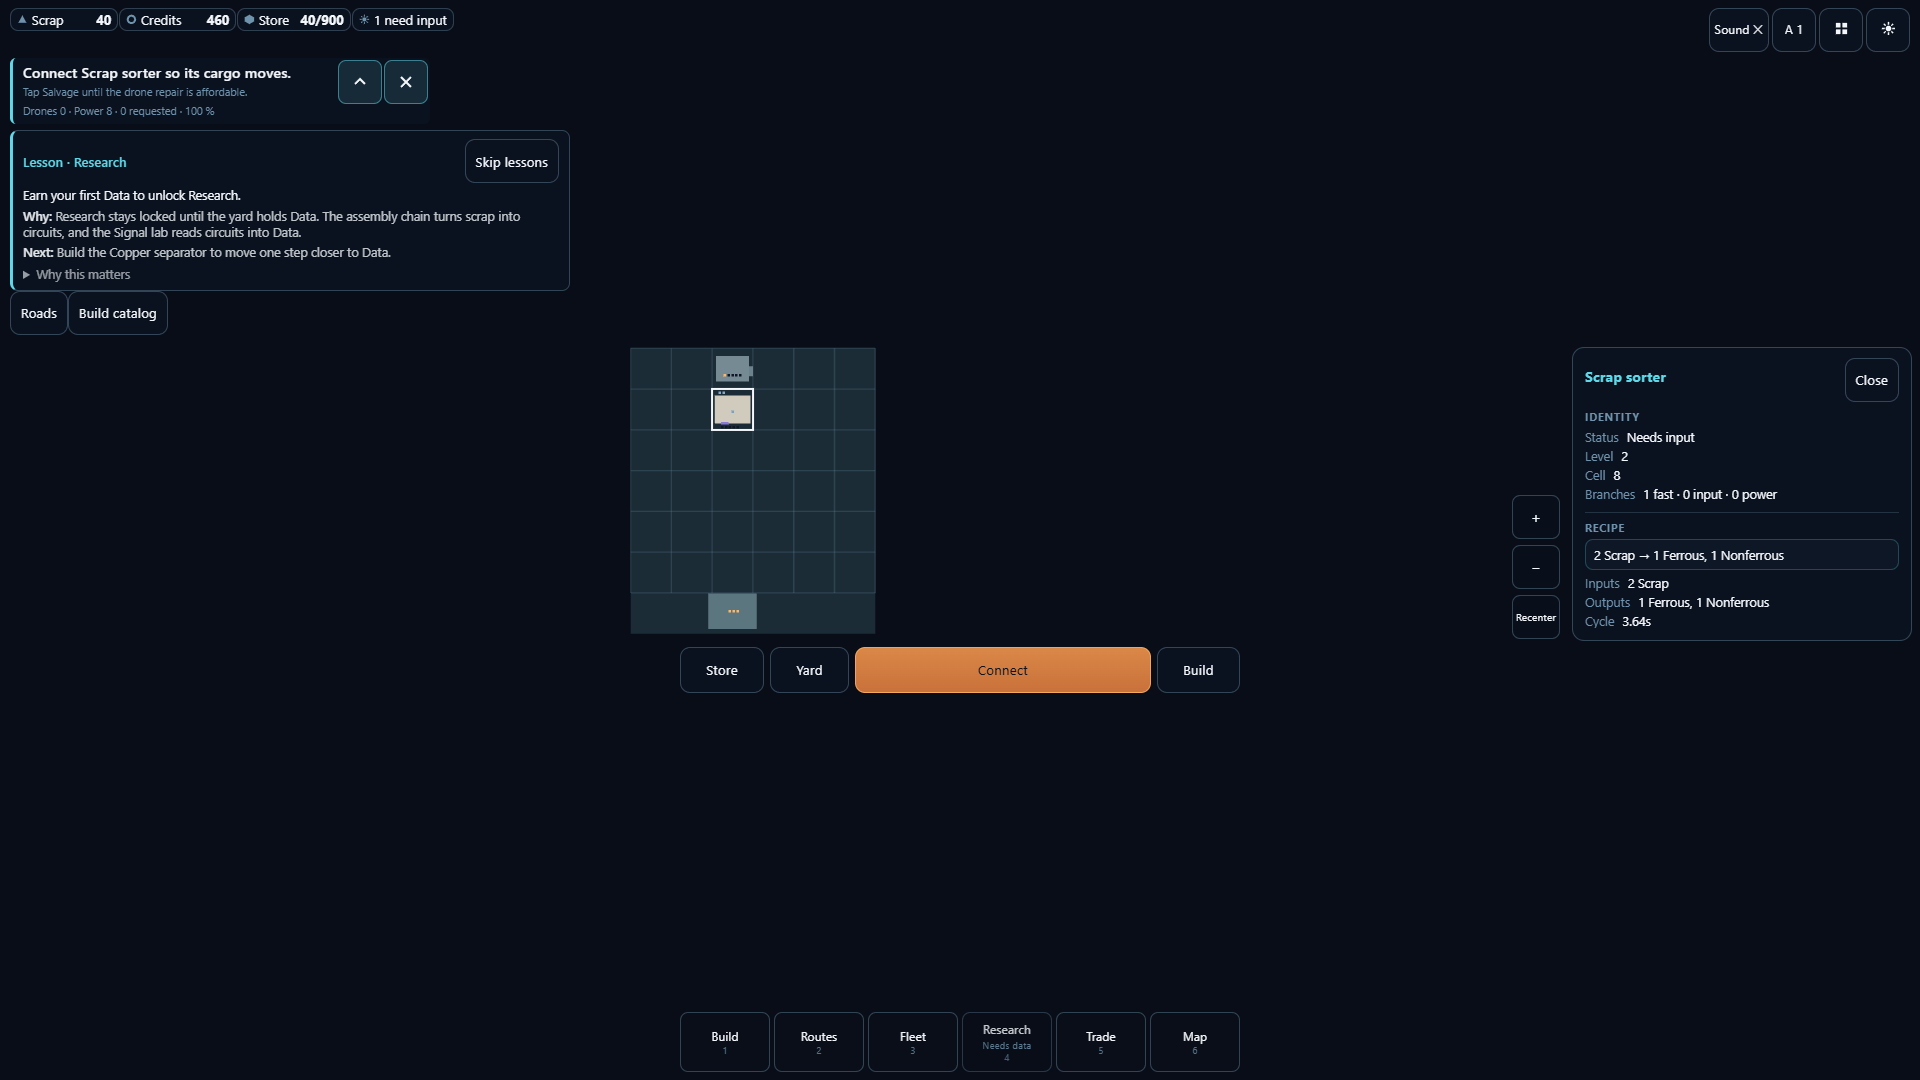 Scrap 40 Credits 460 Store 40/900 1 need input
Sound A 1
Connect Scrap sorter so its cargo moves.
Tap Salvage until the drone repair is affordable.
Drones 0 · Power 8 · 0 requested · 100 %
Lesson · Research
Skip lessons
Earn your first Data to unlock Research.
Why: Research stays locked until the yard holds Data. The assembly chain turns scrap into
circuits, and the Signal lab reads circuits into Data.
Next: Build the Copper separator to move one step closer to Data.
Why this matters
Roads Build catalog
Scrap sorter
Close
IDENTITY
Status Needs input
Level 2
Cell 8
Branches 1 fast · 0 input · 0 power
RECIPE
2 Scrap → 1 Ferrous, 1 Nonferrous
Inputs 2 Scrap
Outputs 1 Ferrous, 1 Nonferrous
Cycle 3.64s
+
−
Recenter
Store Yard Connect Build
Build
1
Routes
2
Fleet
3
Research
Needs data
4
Trade
5
Map
6